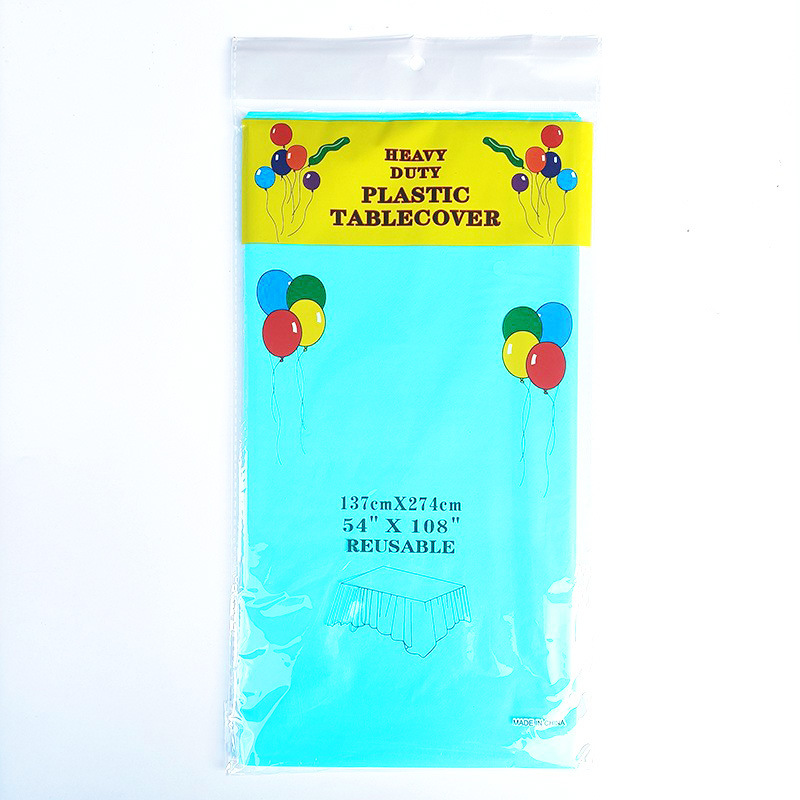 HEAVY
DUTY
PLASTIC
TABLECOVER
137cmX274cm
54" X 108"
REUSABLE
MADE IN CHINA